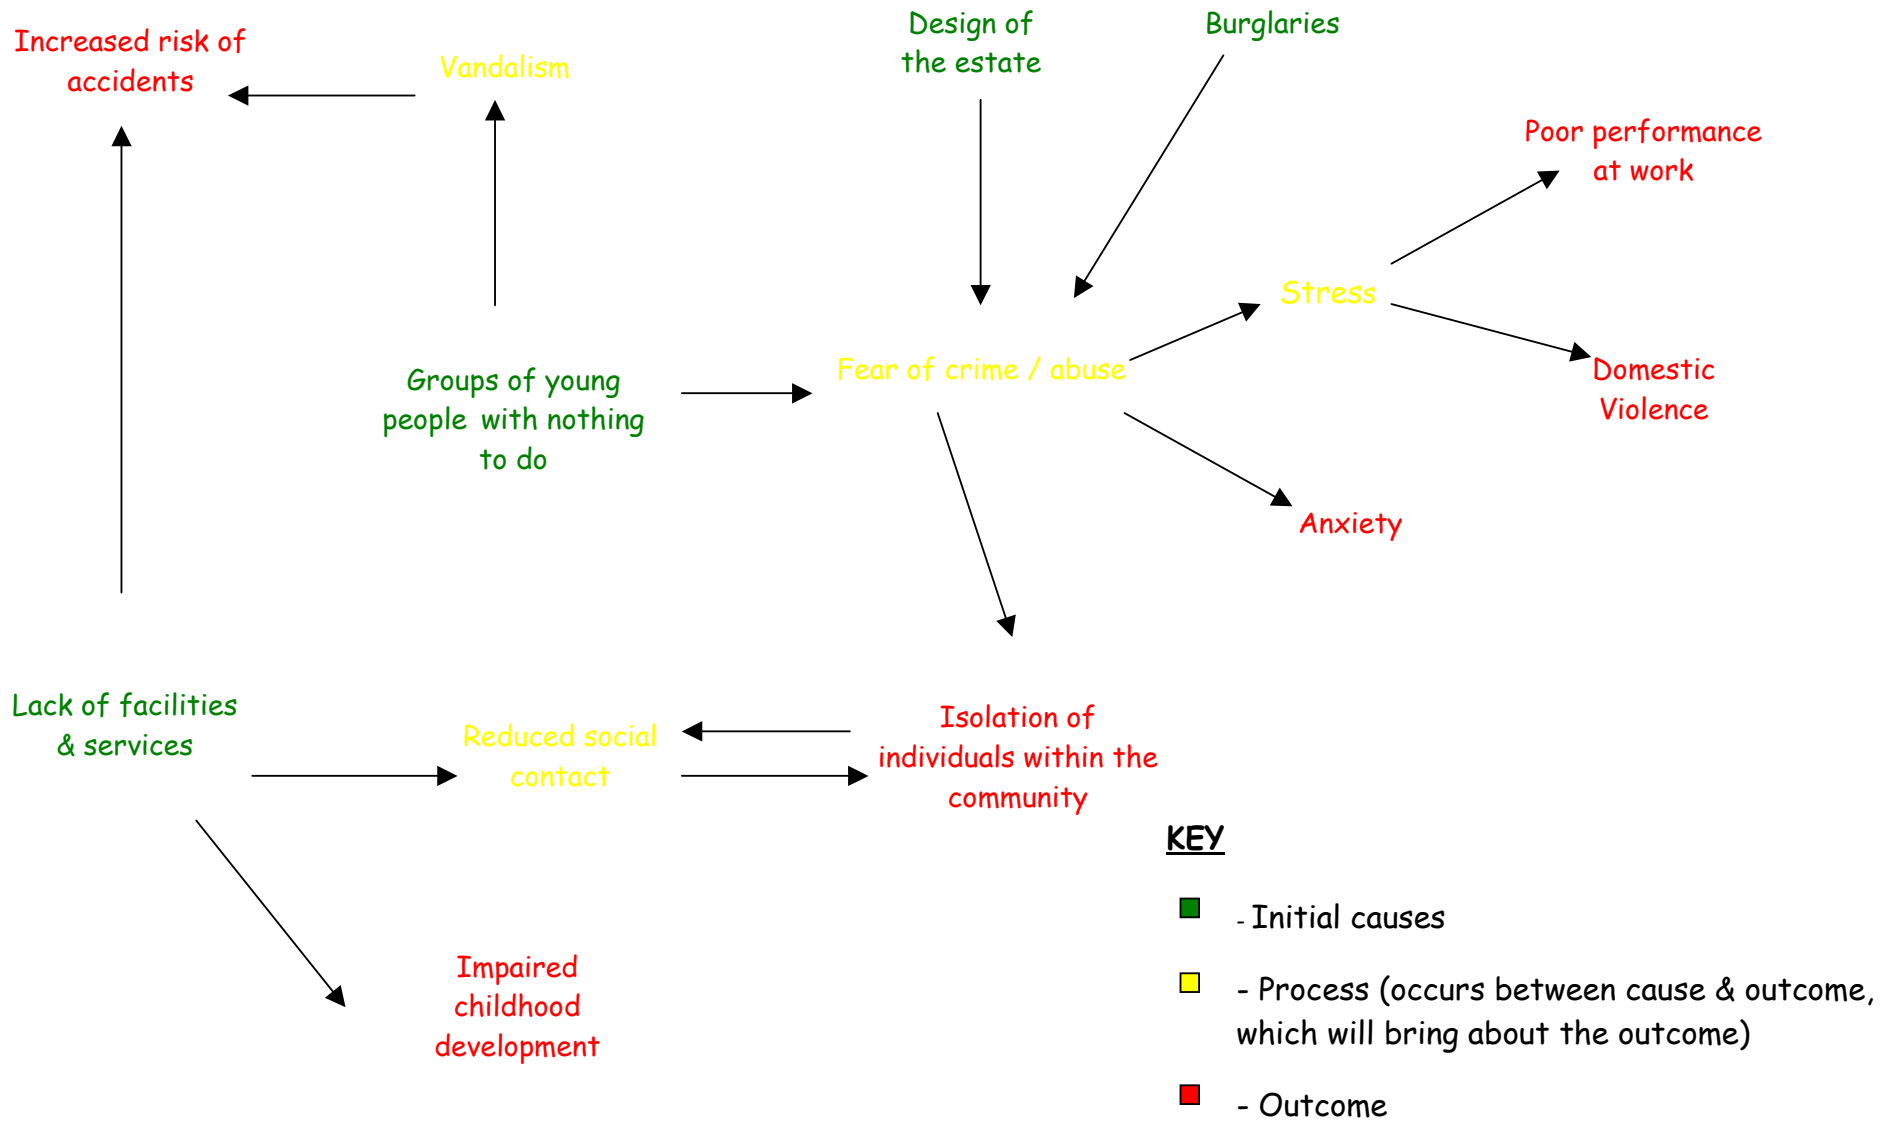 Increased risk of
accidents
Vandalism
Design of
the estate
Burglaries
Poor performance
at work
Stress
Groups of young
people with nothing
to do
Fear of crime / abuse
Domestic
Violence
Anxiety
Lack of facilities
& services
Reduced social
contact
Isolation of
individuals within the
community
Impaired
childhood
development
KEY
- Initial causes
- Process (occurs between cause & outcome,
which will bring about the outcome)
- Outcome